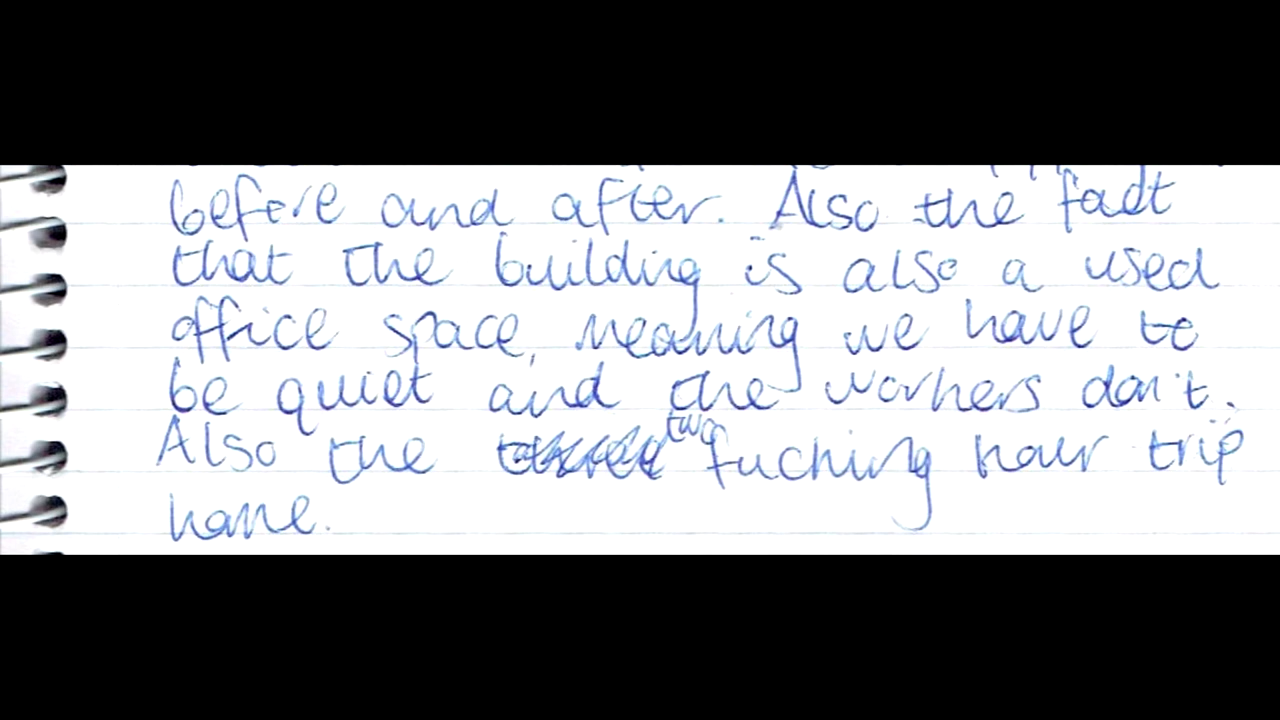 before and after. Also the fact
that the building is also a used
office space, meaning we have to
be quiet and the workers don't.
Also the two fucking hour trip
home.